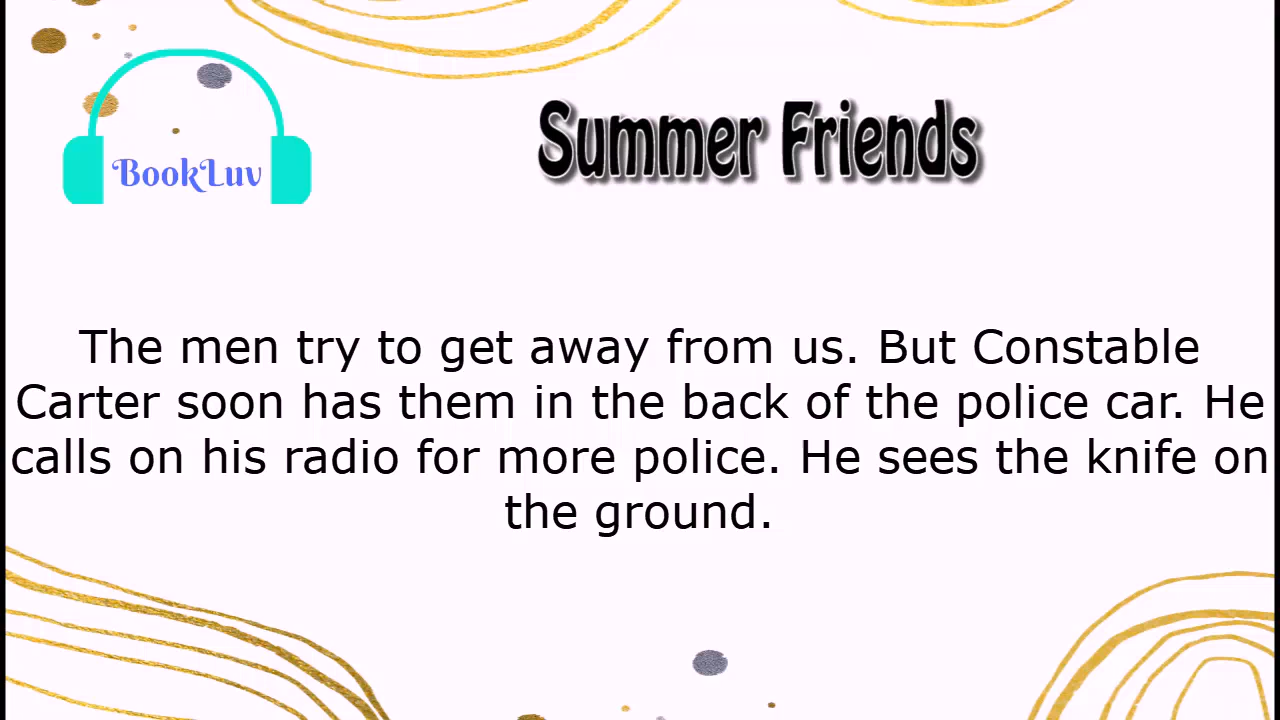 Summer Friends
BookLuv
The men try to get away from us. But Constable
Carter soon has them in the back of the police car. He
calls on his radio for more police. He sees the knife on
the ground.